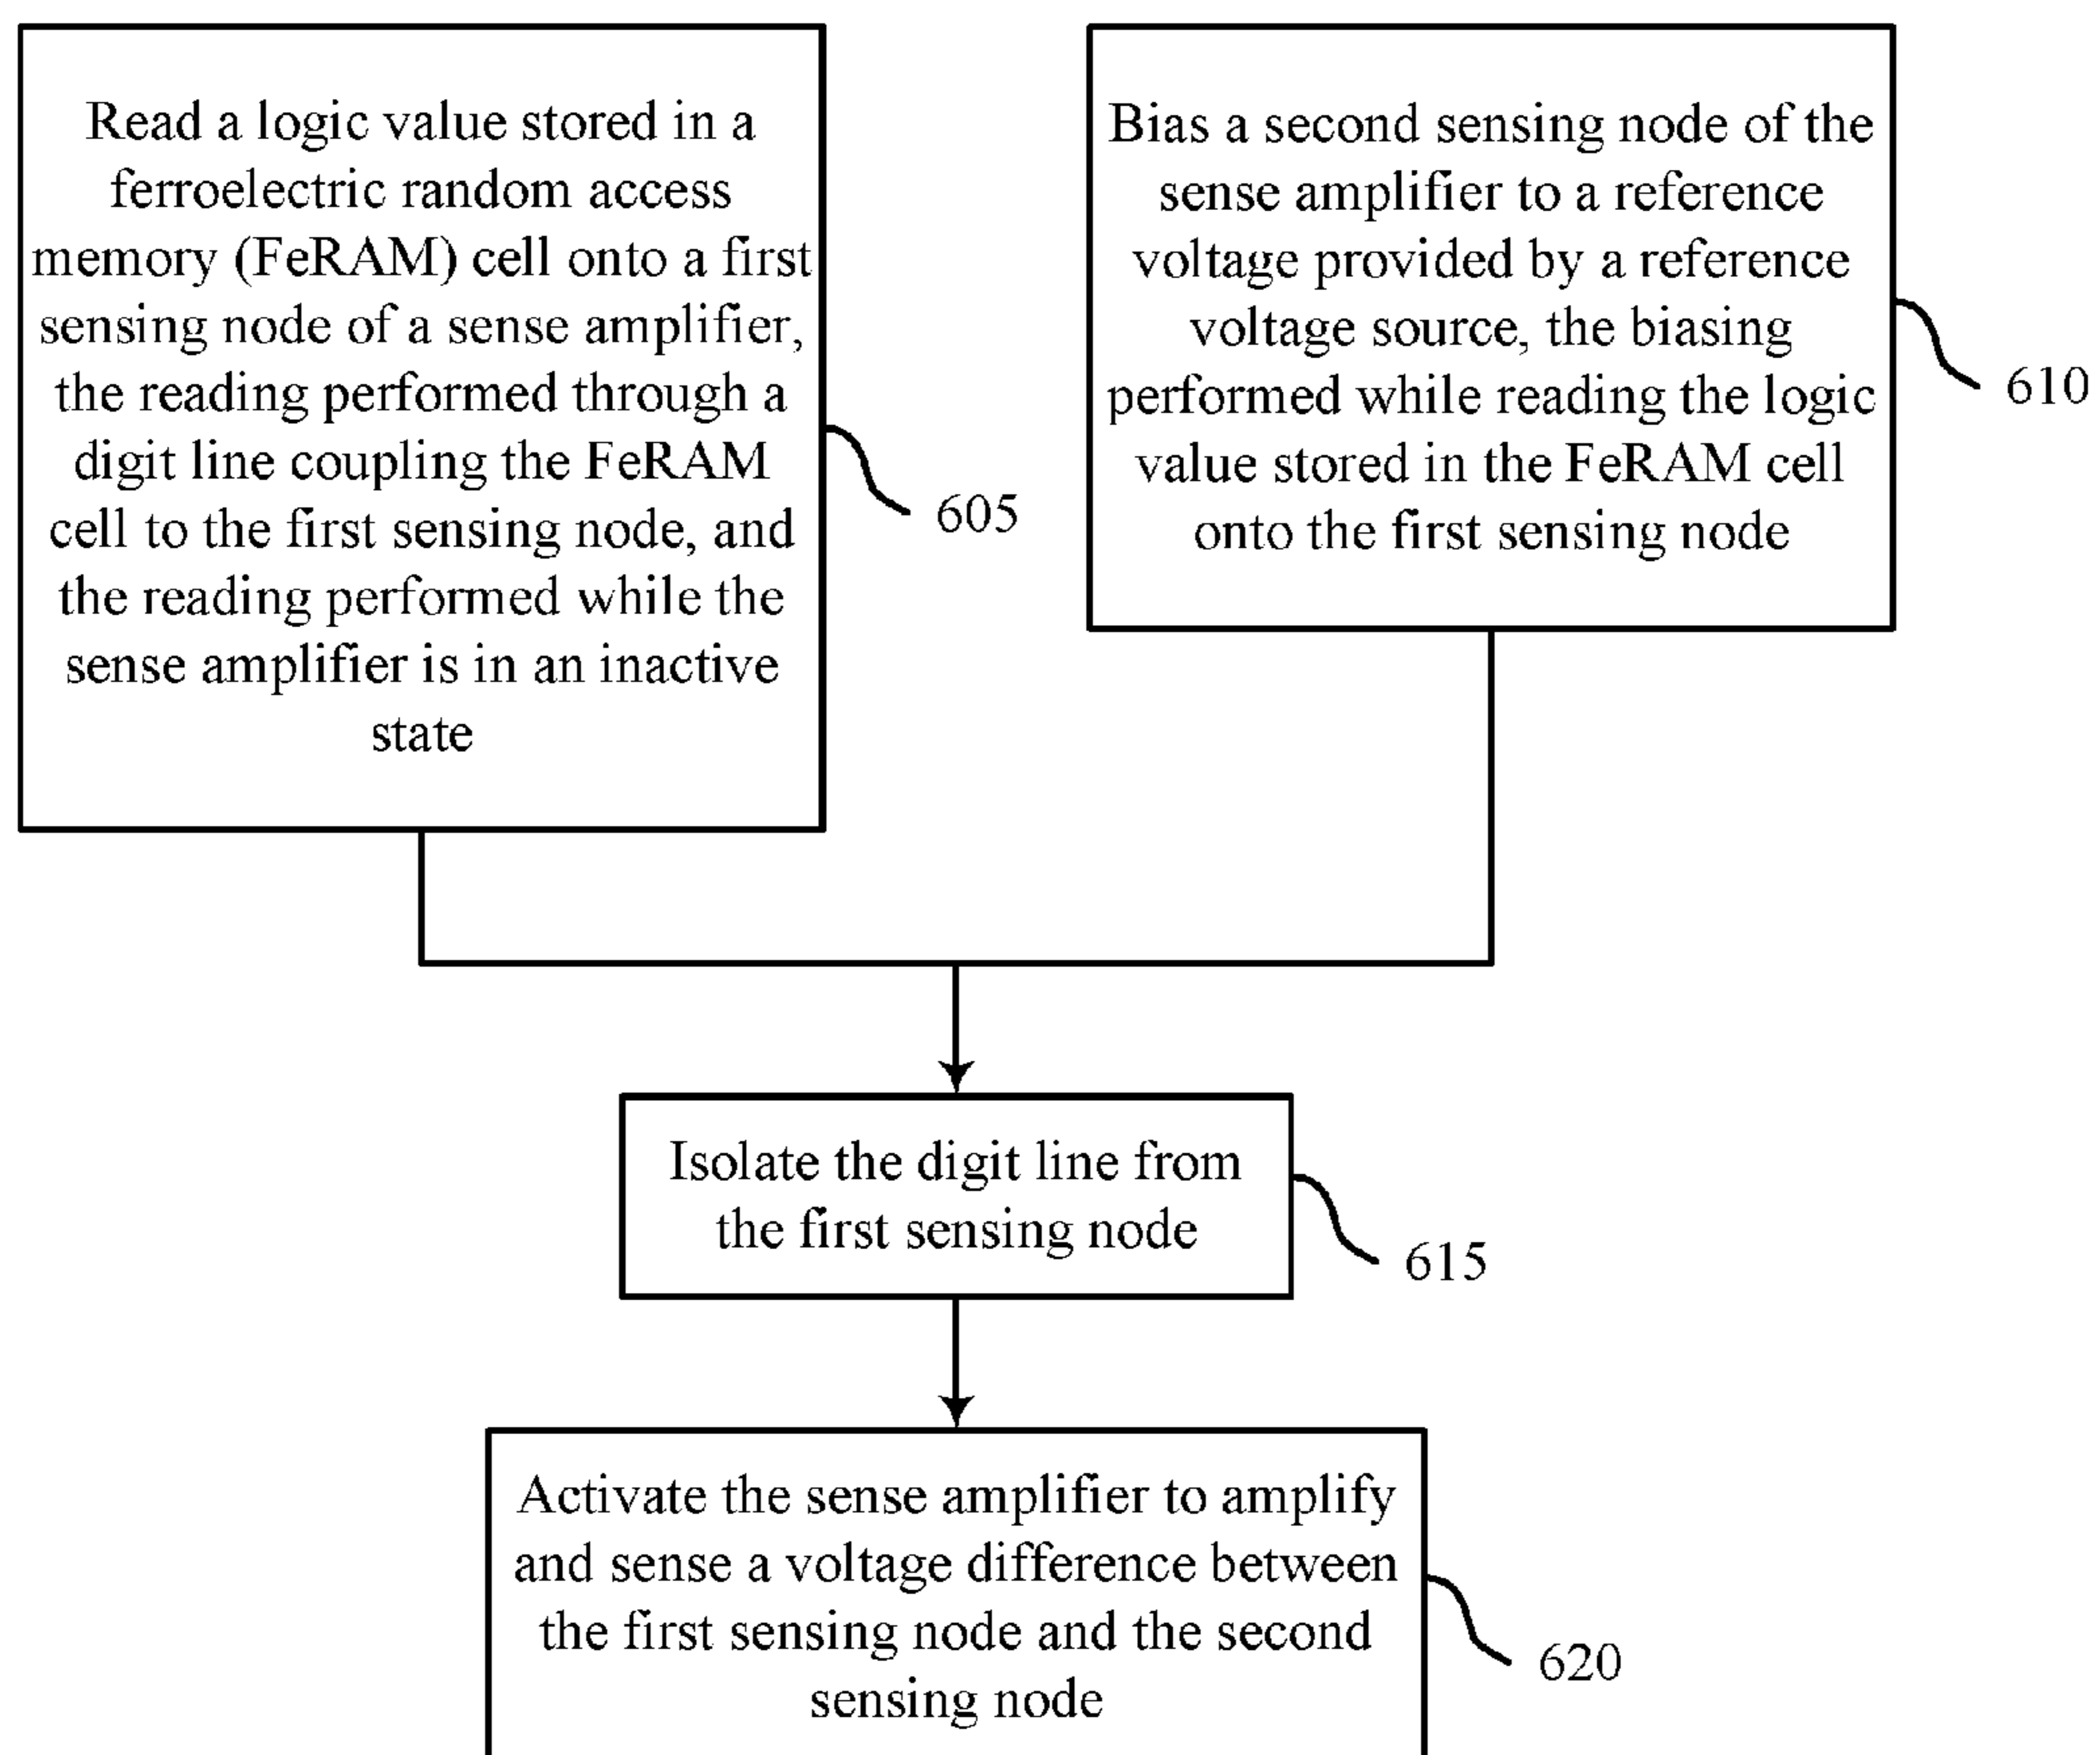 Read a logic value stored in a
ferroelectric random access
memory (FeRAM) cell onto a first
sensing node of a sense amplifier,
the reading performed through a
digit line coupling the FeRAM
cell to the first sensing node, and
the reading performed while the
sense amplifier is in an inactive
state
605
Bias a second sensing node of the
sense amplifier to a reference
voltage provided by a reference
voltage source, the biasing
performed while reading the logic
value stored in the FeRAM cell
onto the first sensing node
610
Isolate the digit line from
the first sensing node
615
Activate the sense amplifier to amplify
and sense a voltage difference between
the first sensing node and the second
sensing node
620